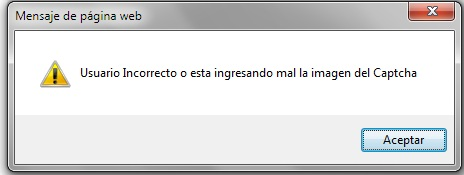 Mensaje de página web
Usuario Incorrecto o esta ingresando mal la imagen del Captcha
Aceptar